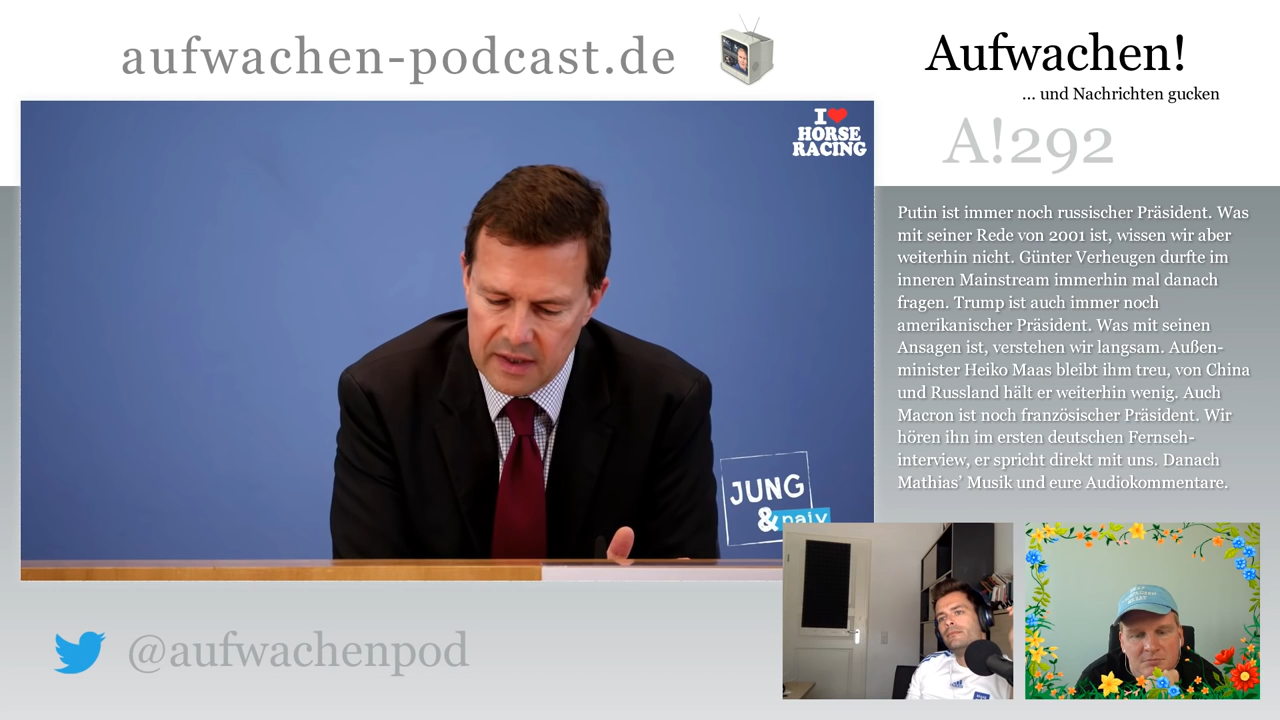 aufwachen-podcast.de
Aufwachen!
... und Nachrichten gucken
A!292
I
HORSE
RACING
Putin ist immer noch russischer Präsident. Was
mit seiner Rede von 2001 ist, wissen wir aber
weiterhin nicht. Günter Verheugen durfte im
inneren Mainstream immerhin mal danach
fragen. Trump ist auch immer noch
amerikanischer Präsident. Was mit seinen
Ansagen ist, verstehen wir langsam. Außen-
minister Heiko Maas bleibt ihm treu, von China
und Russland hält er weiterhin wenig. Auch
Macron ist noch französischer Präsident. Wir
hören ihn im ersten deutschen Fernseh-
interview, er spricht direkt mit uns. Danach
Mathias’ Musik und eure Audiokommentare.
JUNG
& naiv
@aufwachenpod